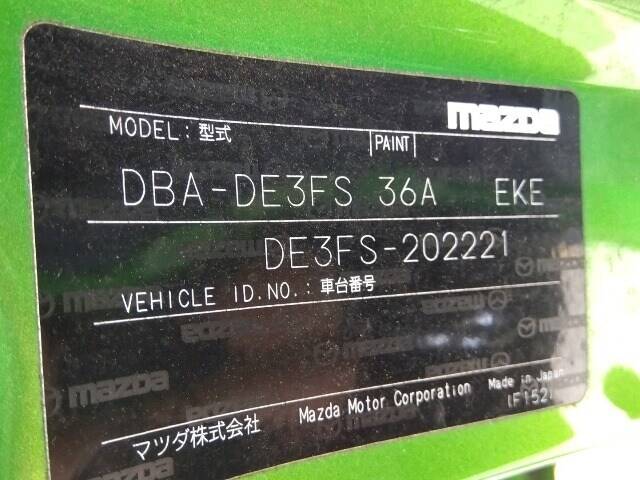 mazda
MODEL: 型式 PAINT
DBA-DE3FS 36A EKE
DE3FS-202221
VEHICLE ID.NO.: 車台番号
マツダ株式会社 Mazda Motor Corporation Made in Japan